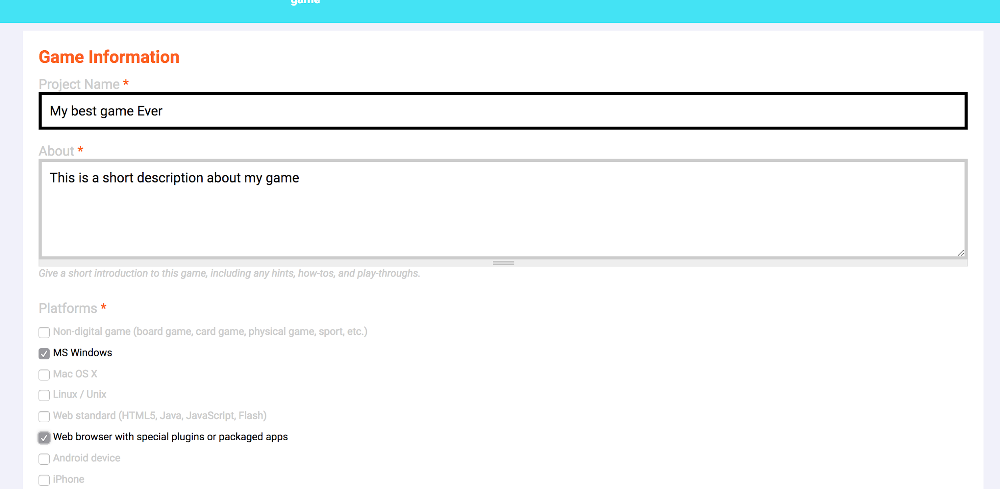 game
Game Information
Project Name *
My best game Ever
About *
This is a short description about my game
Give a short introduction to this game, including any hints, how-tos, and play-throughs.
Platforms *
Non-digital game (board game, card game, physical game, sport, etc.)
MS Windows
Mac OS X
Linux / Unix
Web standard (HTML5, Java, JavaScript, Flash)
Web browser with special plugins or packaged apps
Android device
iPhone